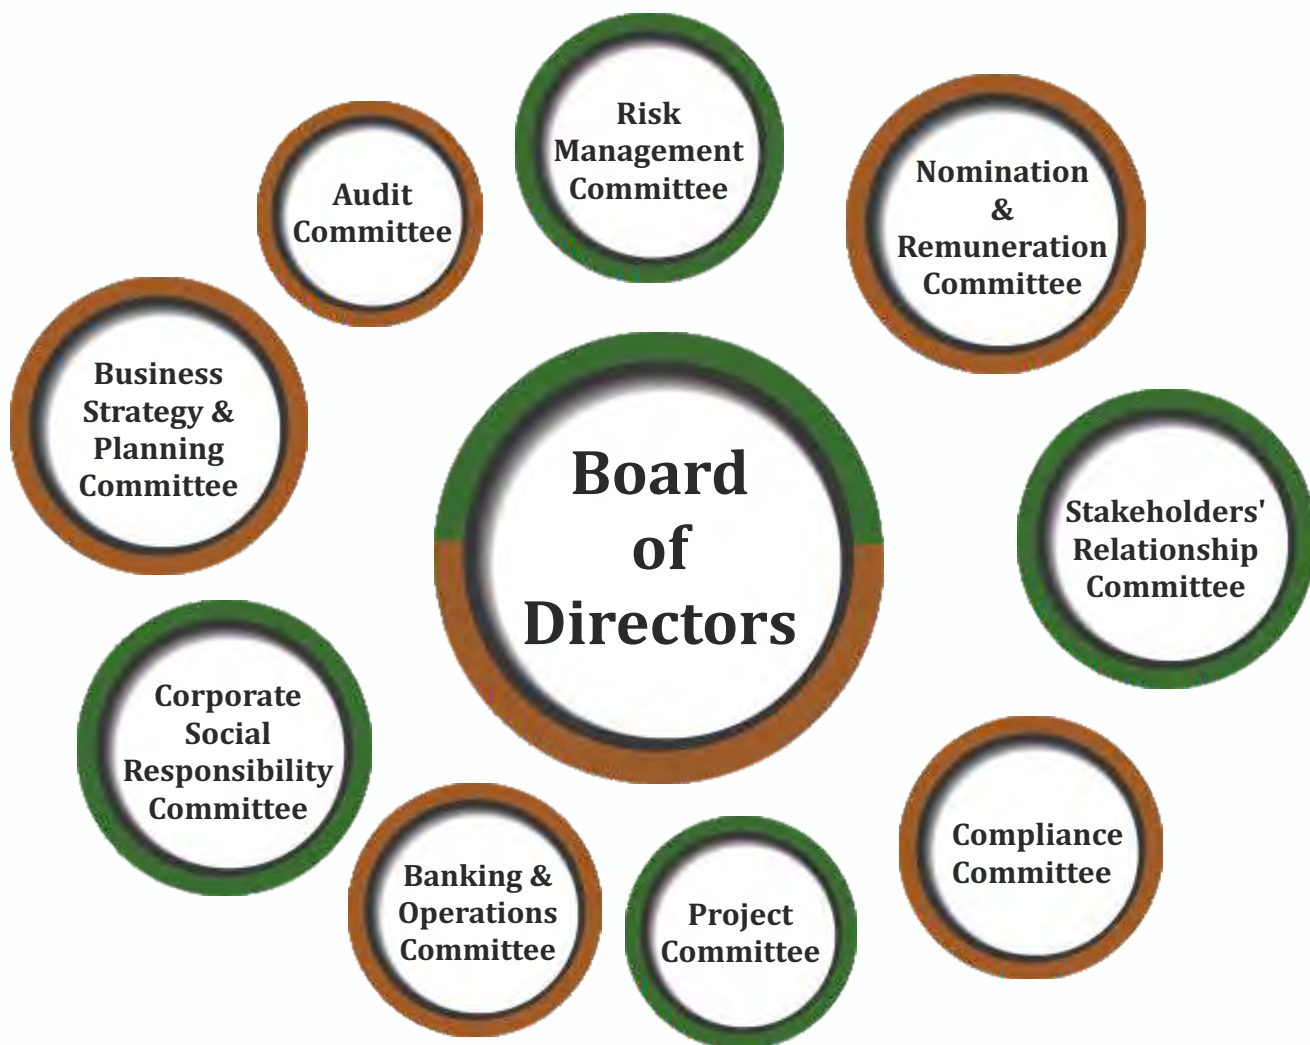 Risk
Management
Committee
Nomination
&
Remuneration
Committee
Audit
Committee
Business
Strategy &
Planning
Committee
Board
of
Directors
Stakeholders'
Relationship
Committee
Corporate
Social
Responsibility
Committee
Banking &
Operations
Committee
Project
Committee
Compliance
Committee